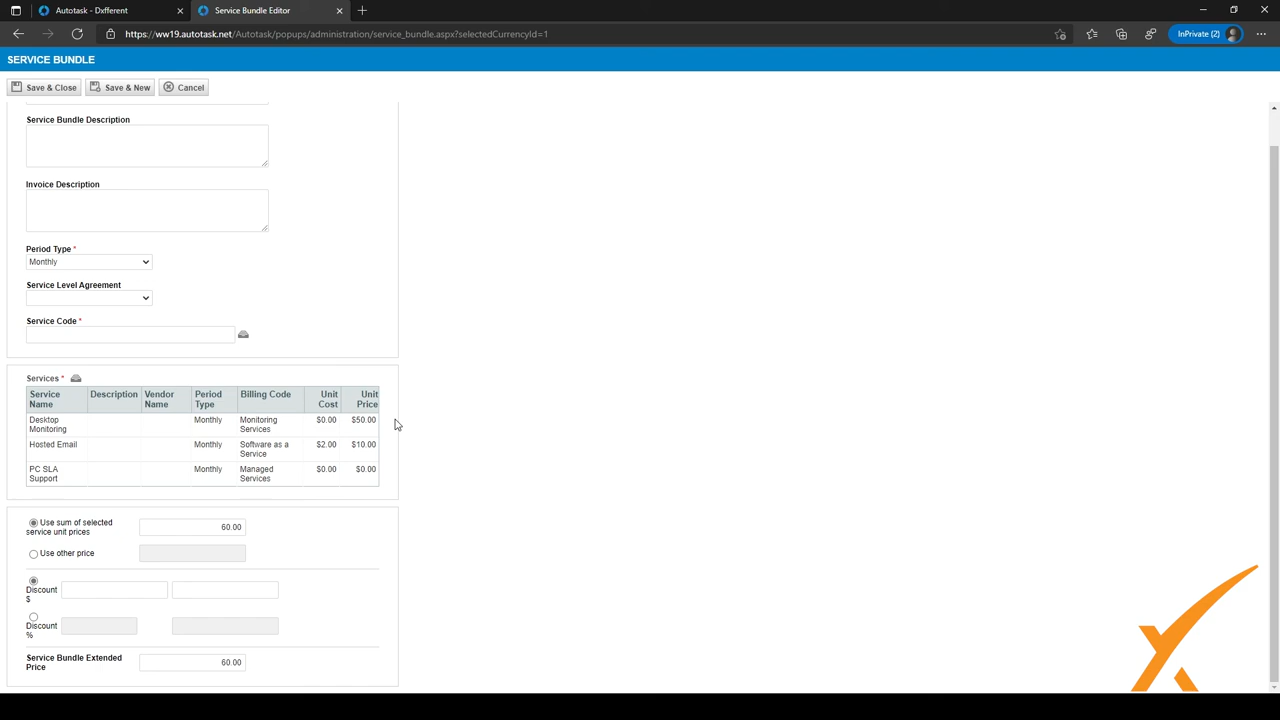 Autotask - Dxfferent
Service Bundle Editor
https://ww19.autotask.net/Autotask/popups/administration/service_bundle.aspx?selectedCurrencyId=1
InPrivate (2)
SERVICE BUNDLE
Save & Close
Save & New
Cancel
Service Bundle Description
Invoice Description
Period Type *
Monthly
Service Level Agreement
Service Code *
Services *
Service Name Description Vendor Name Period Type Billing Code Unit Cost Unit Price
Desktop Monitoring Monthly Monitoring Services $0.00 $50.00
Hosted Email Monthly Software as a Service $2.00 $10.00
PC SLA Support Monthly Managed Services $0.00 $0.00
Use sum of selected
service unit prices
60.00
Use other price
Discount
$
Discount
%
Service Bundle Extended
Price
60.00